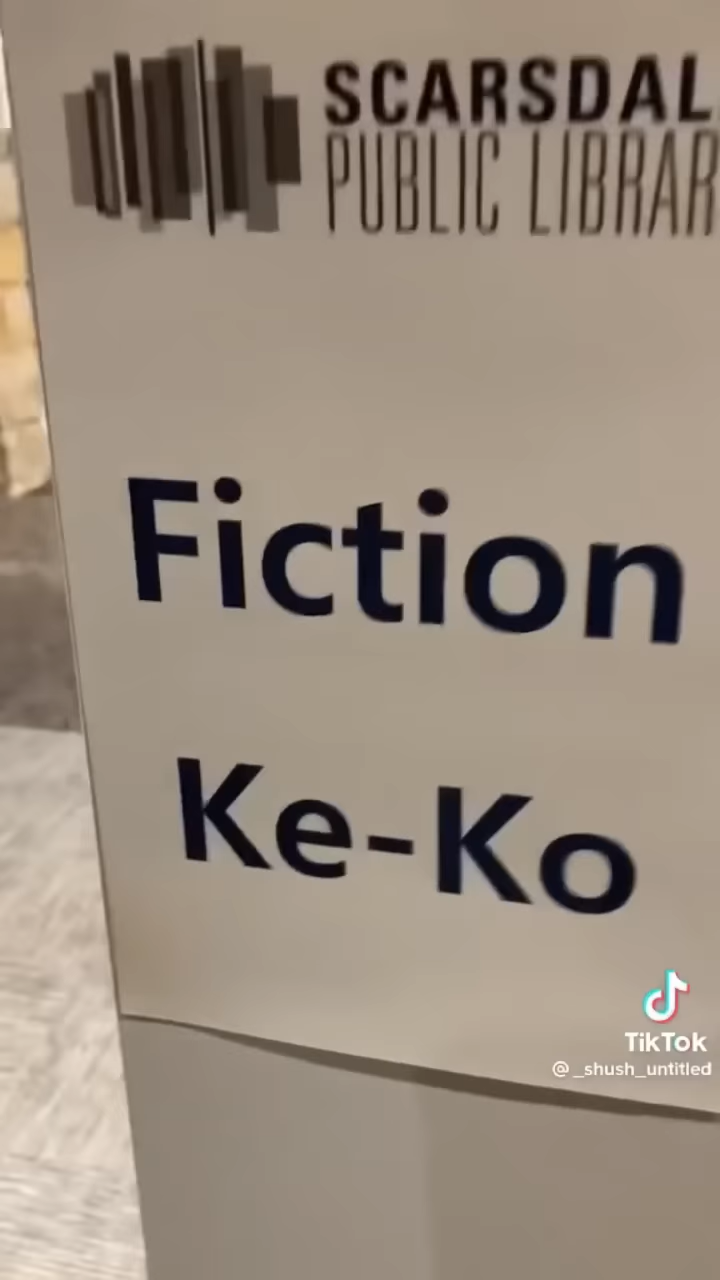 SCARSDAL
PUBLIC LIBRAR
Fiction
Ke-Ko
TikTok
@_shush_untitled